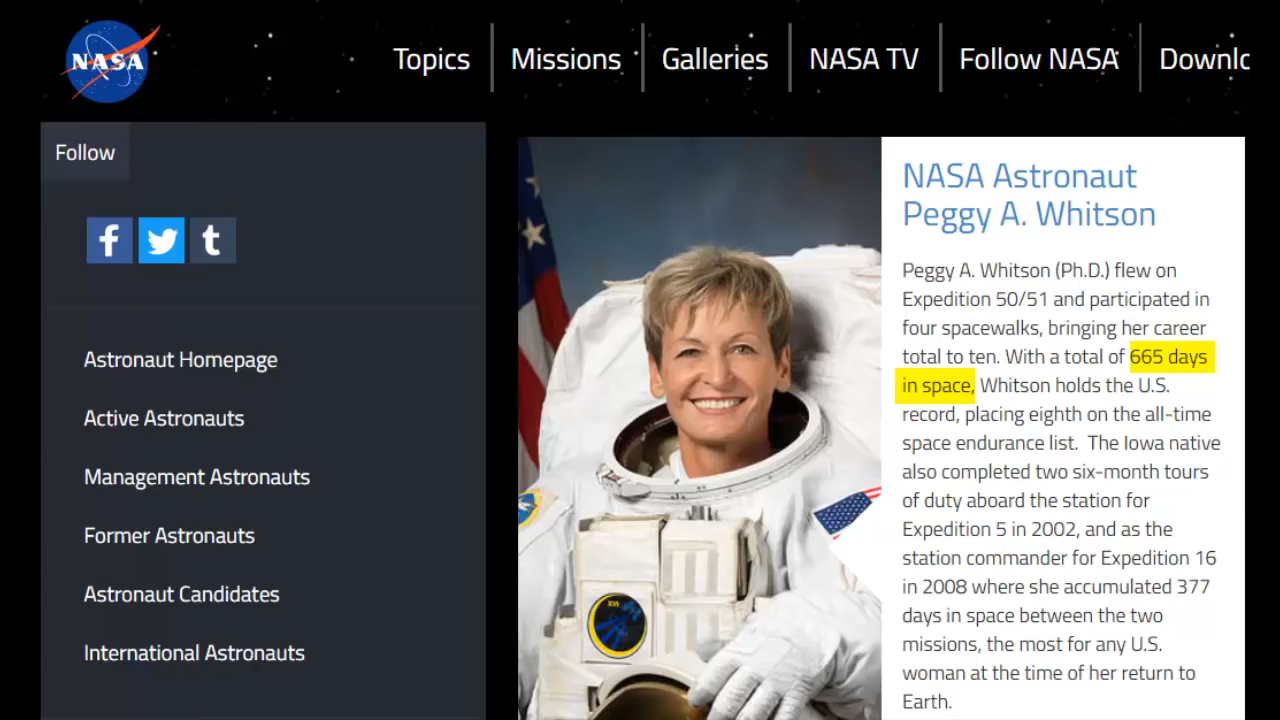 NASA
Topics
Missions
Galleries
NASA TV
Follow NASA
Downlo
Follow
f
t
Astronaut Homepage
Active Astronauts
Management Astronauts
Former Astronauts
Astronaut Candidates
International Astronauts
XVI
NASA Astronaut
Peggy A. Whitson
Peggy A. Whitson (Ph.D.) flew on
Expedition 50/51 and participated in
four spacewalks, bringing her career
total to ten. With a total of 665 days
in space, Whitson holds the U.S.
record, placing eighth on the all-time
space endurance list. The Iowa native
also completed two six-month tours
of duty aboard the station for
Expedition 5 in 2002, and as the
station commander for Expedition 16
in 2008 where she accumulated 377
days in space between the two
missions, the most for any U.S.
woman at the time of her return to
Earth.